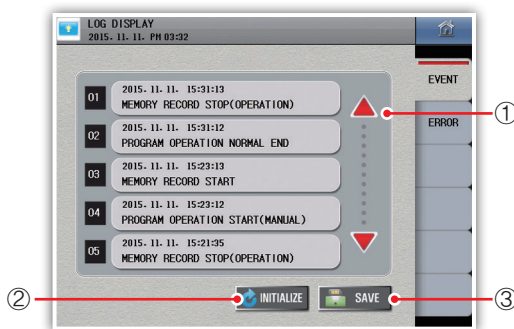 LOG DISPLAY
2015. 11. 11. PM 03:32
EVENT
ERROR
01
2015. 11. 11. 15:31:13
MEMORY RECORD STOP(OPERATION)
02
2015. 11. 11. 15:31:12
PROGRAM OPERATION NORMAL END
03
2015. 11. 11. 15:23:13
MEMORY RECORD START
04
2015. 11. 11. 15:23:12
PROGRAM OPERATION START(MANUAL)
05
2015. 11. 11. 15:21:35
MEMORY RECORD STOP(OPERATION)
①
②
INITIALIZE
SAVE
③